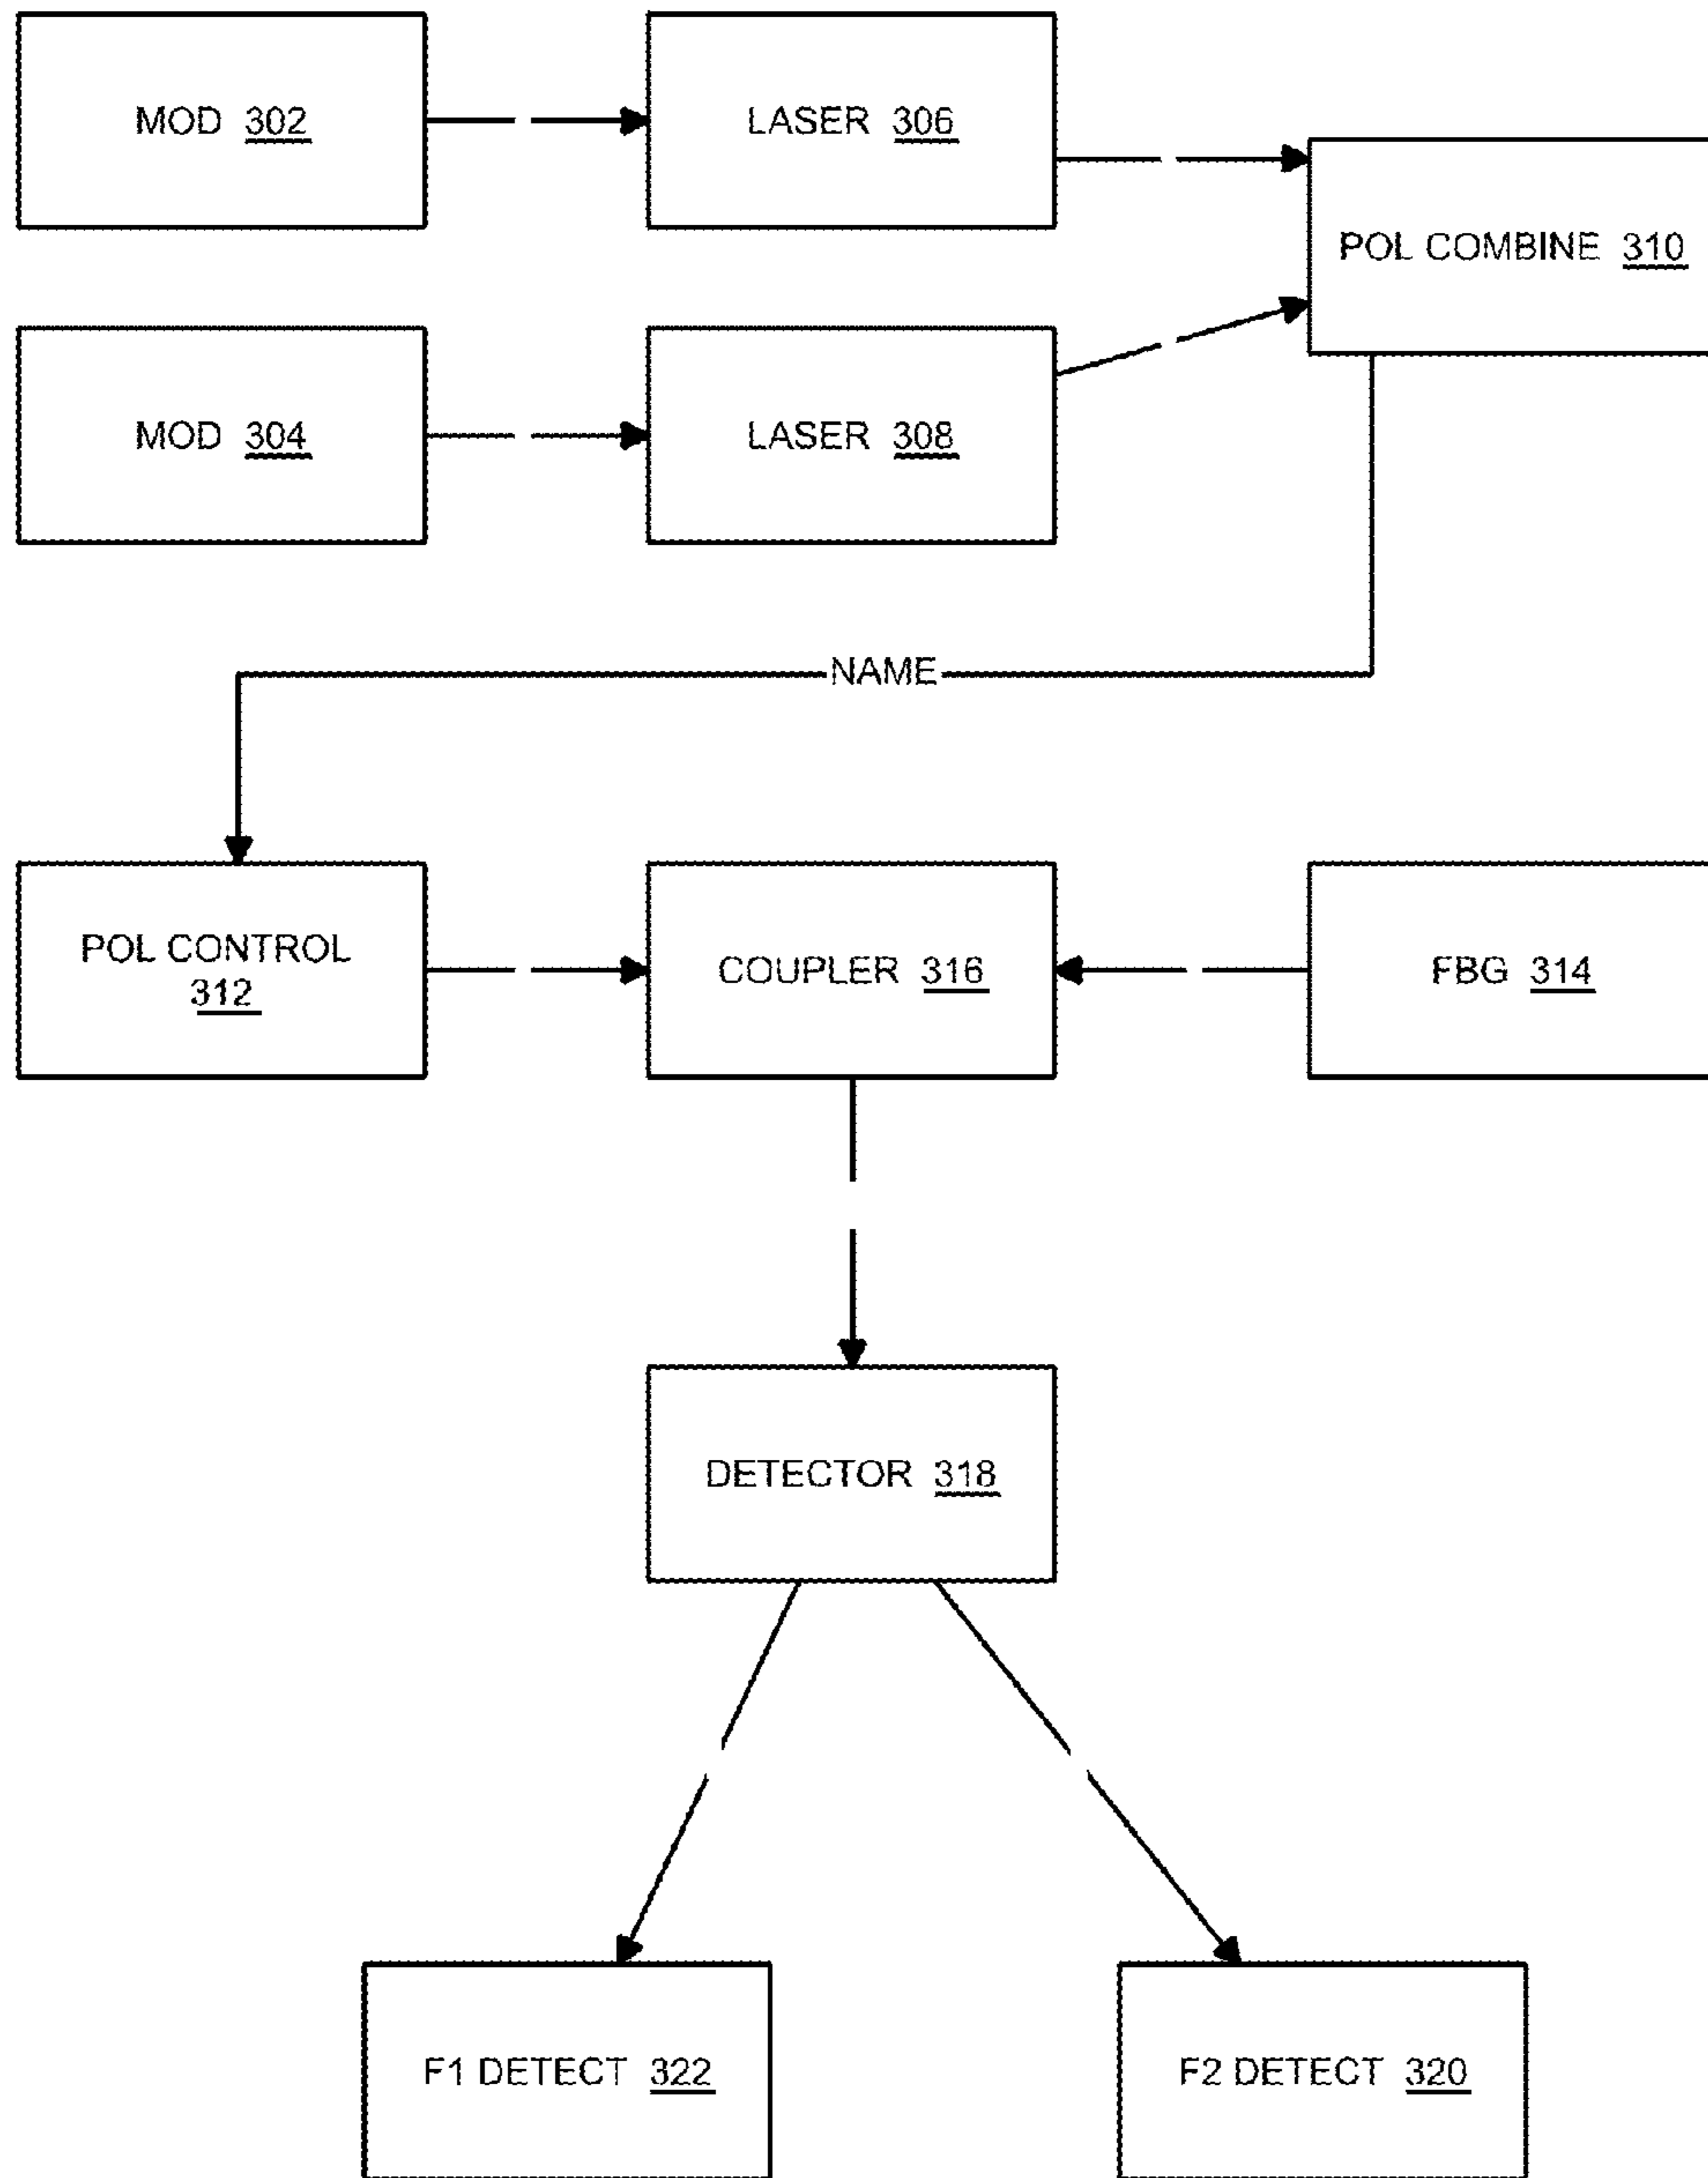 MOD 302
LASER 306
POL COMBINE 310
MOD 304
LASER 308
NAME
POL CONTROL
312
COUPLER 316
FBG 314
DETECTOR 318
F1 DETECT 322
F2 DETECT 320